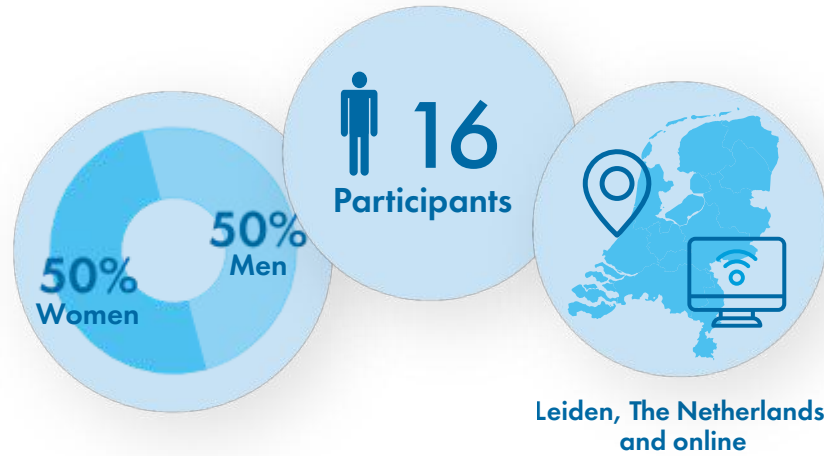 50%
Women
50%
Men
16
Participants
Leiden, The Netherlands
and online